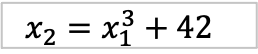 x₂ = x₁³ + 42